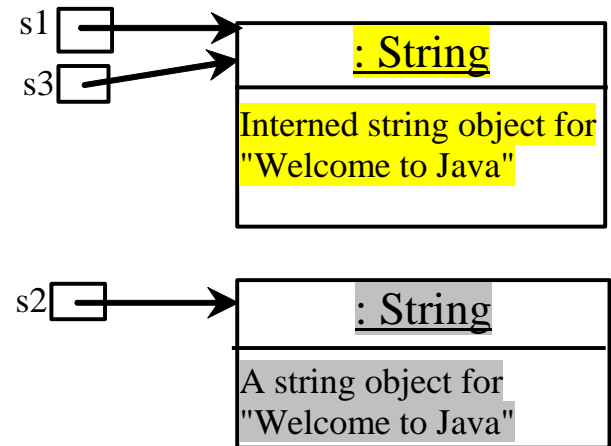 s1
s3
: String
Interned string object for
"Welcome to Java"
s2
: String
A string object for
"Welcome to Java"